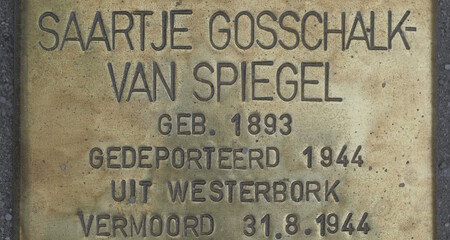 SAARTJE GOSSCHALK-
VAN SPIEGEL
GEB. 1893
GEDEPORTEERD 1944
UIT WESTERBORK
VERMOORD 31.8.1944